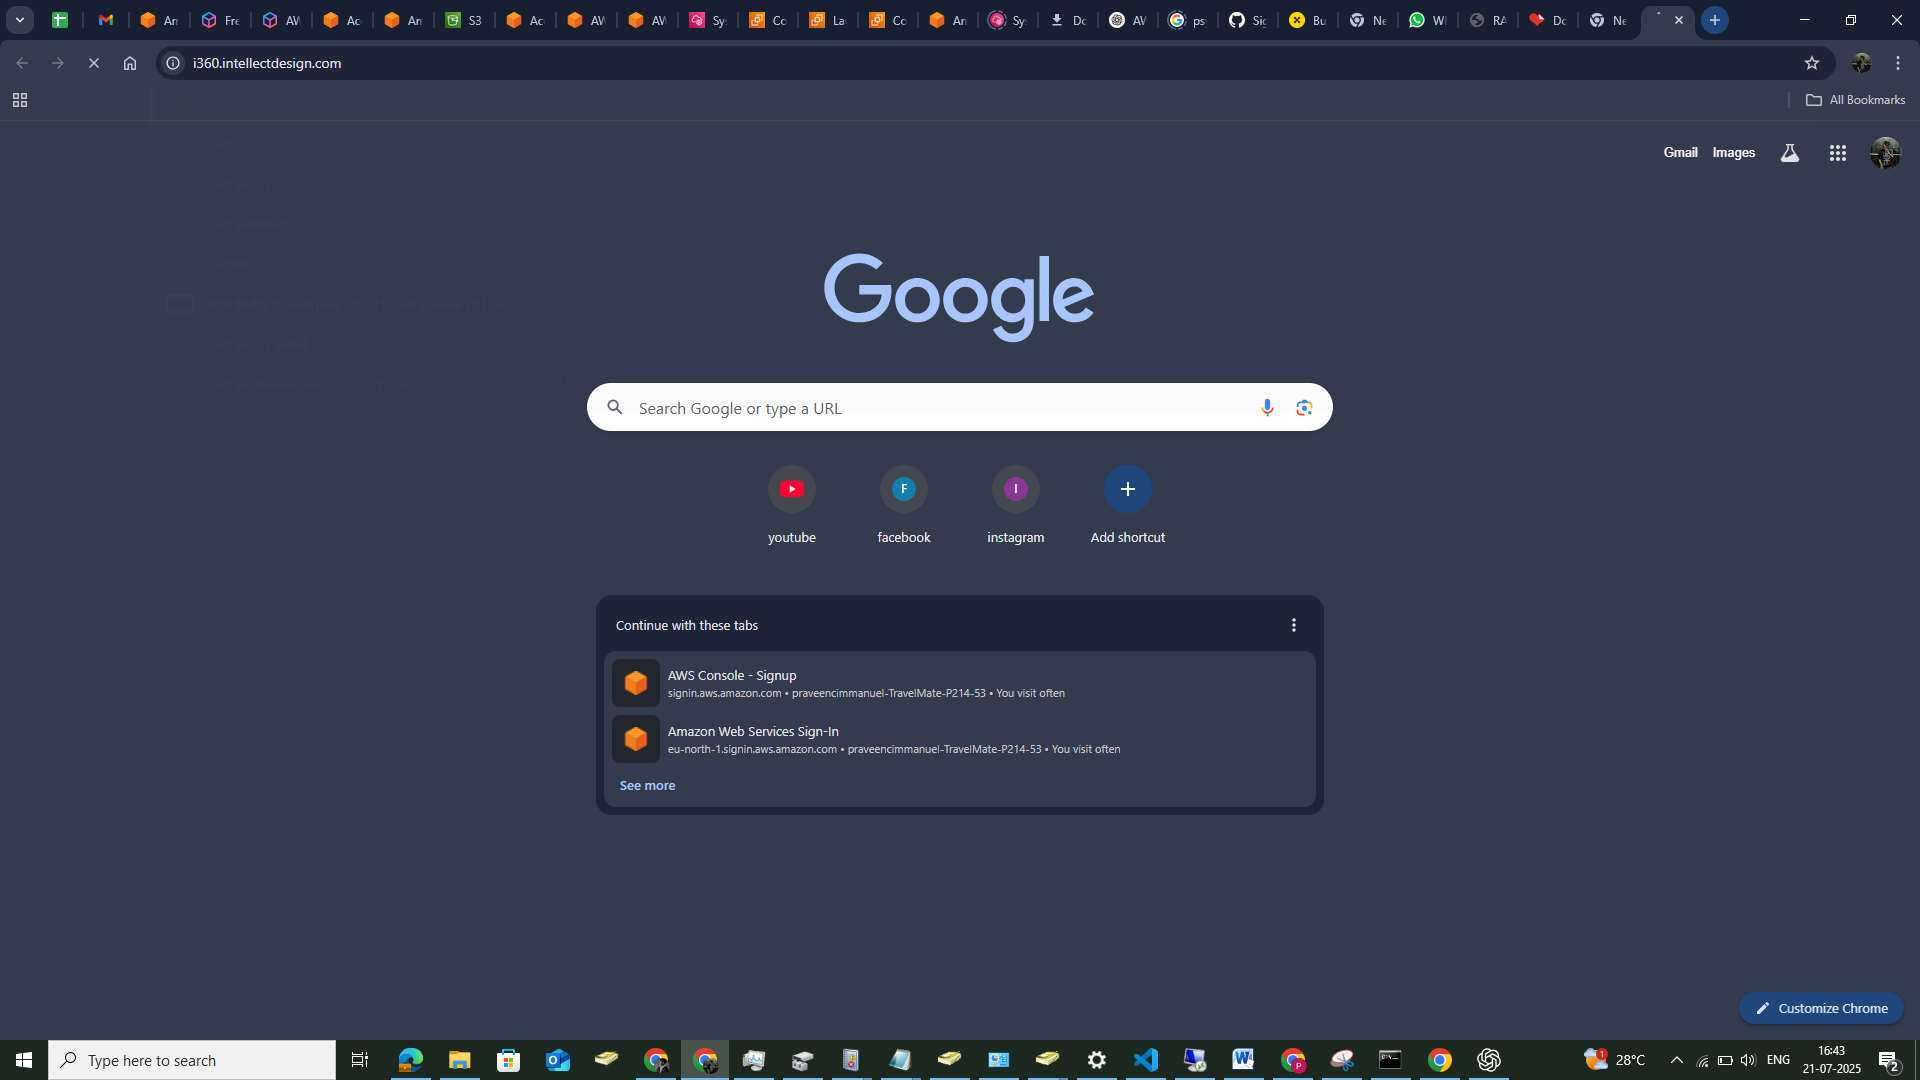 An
Fre
AV
Ac
An
S3
Ac
AV
AV
Sy
Co
La
Co
An
Sy
Do
AV
ps
Sig
Bu
Ne
WI
RA
Do
Ne
i360.intellectdesign.com
All Bookmarks
Gmail
Images
Google
Search Google or type a URL
F
I
youtube
facebook
instagram
Add shortcut
Continue with these tabs
AWS Console - Signup
signin.aws.amazon.com • praveencimmanuel-TravelMate-P214-53 • You visit often
Amazon Web Services Sign-In
eu-north-1.signin.aws.amazon.com • praveencimmanuel-TravelMate-P214-53 • You visit often
See more
Customize Chrome
Type here to search
1
28°C
ENG
16:43
21-07-2025
2